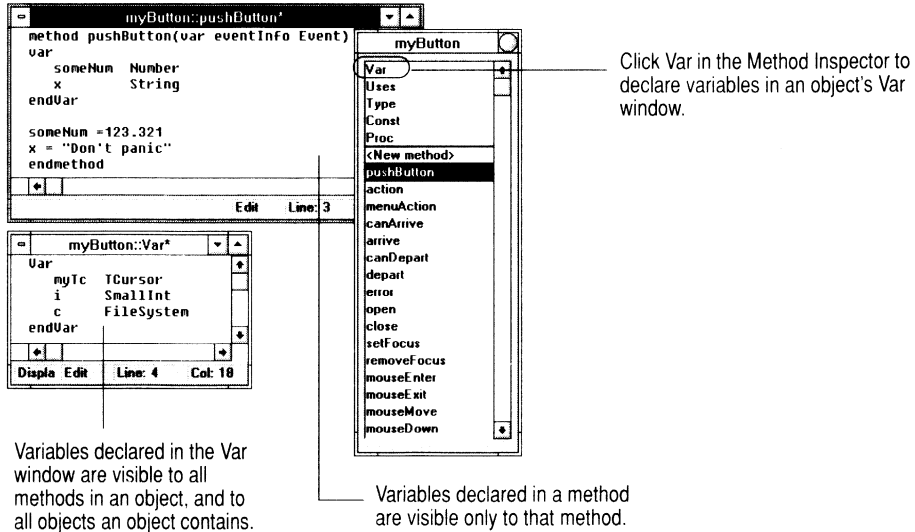 myButton::pushButton*
method pushButton(var eventInfo Event)
var
someNum Number
x String
endVar
someNum =123.321
x = "Don't panic"
endmethod
Edit Line: 3
myButton
Var
Uses
Type
Const
Proc
<New method>
pushButton
action
menuAction
canArrive
arrive
canDepart
depart
error
open
close
setFocus
removeFocus
mouseEnter
mouseExit
mouseMove
mouseDown
Click Var in the Method Inspector to
declare variables in an object's Var
window.
myButton::Var*
Var
myTc TCursor
i SmallInt
c FileSystem
endVar
Displa Edit Line: 4 Col: 18
Variables declared in the Var
window are visible to all
methods in an object, and to
all objects an object contains.
Variables declared in a method
are visible only to that method.